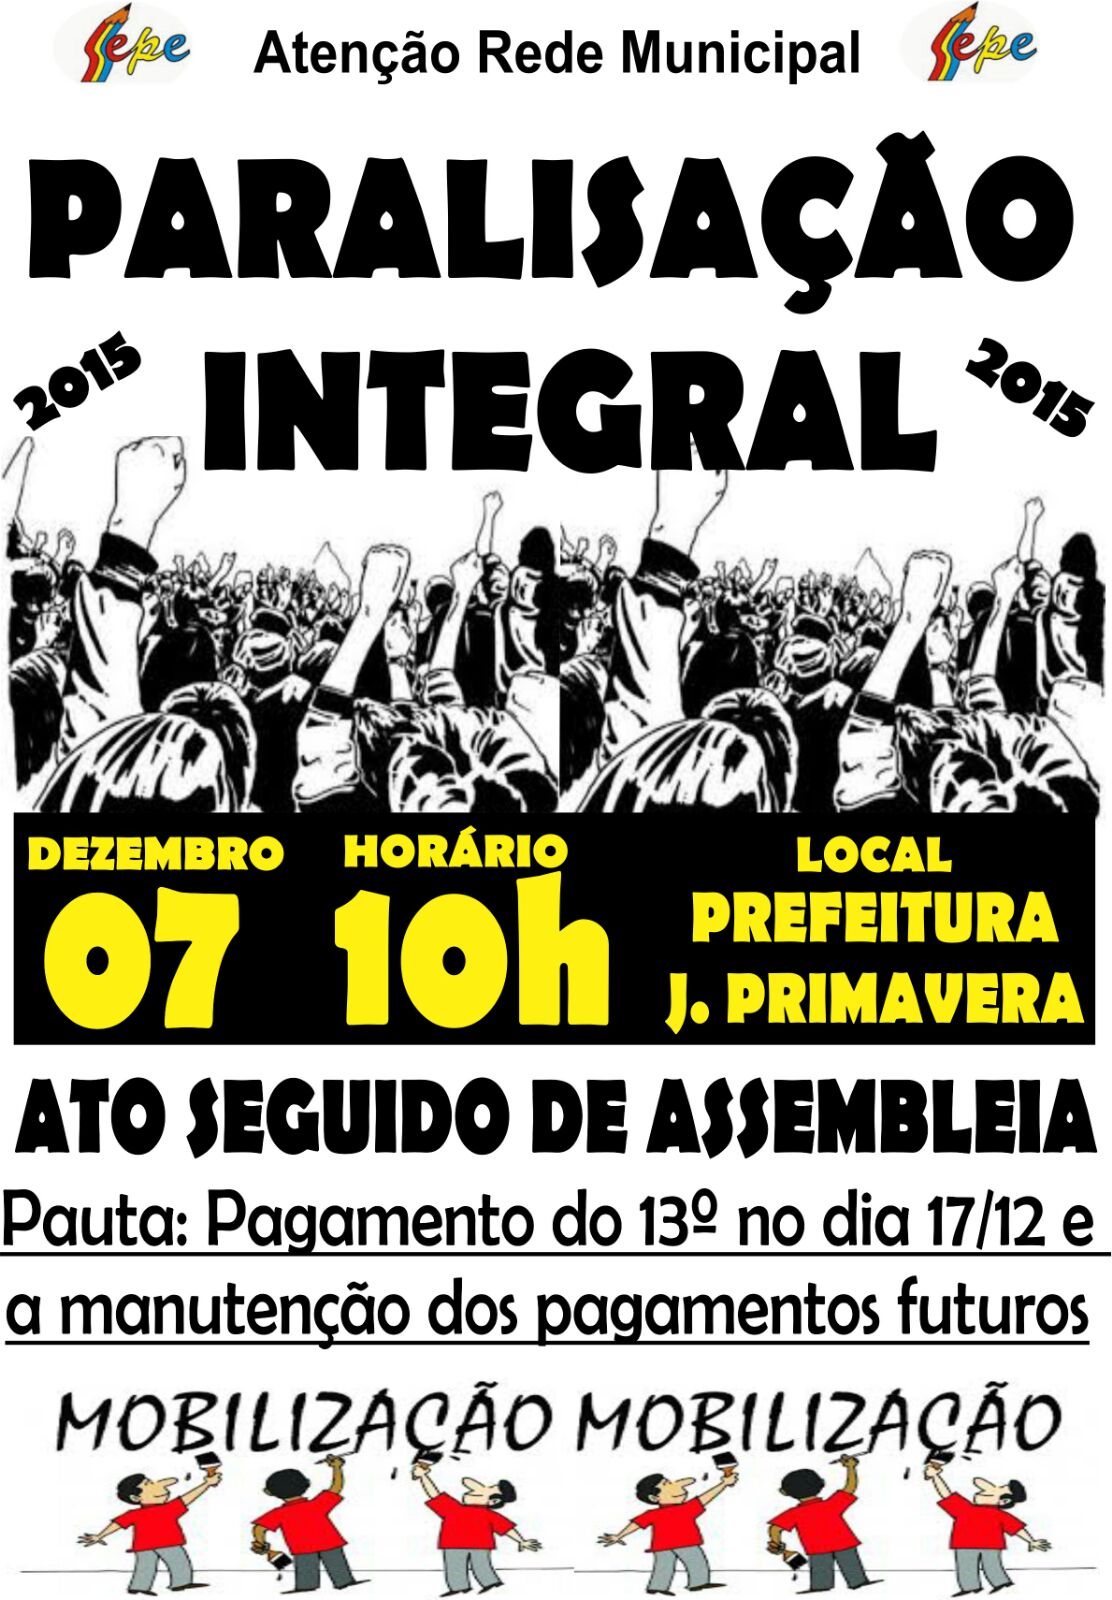 Sepe
Atenção Rede Municipal
Sepe
PARALISAÇÃO
2015
INTEGRAL
2015
DEZEMBRO
07
HORÁRIO
10h
LOCAL
PREFEITURA
J. PRIMAVERA
ATO SEGUIDO DE ASSEMBLEIA
Pauta: Pagamento do 13º no dia 17/12 e
a manutenção dos pagamentos futuros
MOBILIZAÇÃO MOBILIZAÇÃO